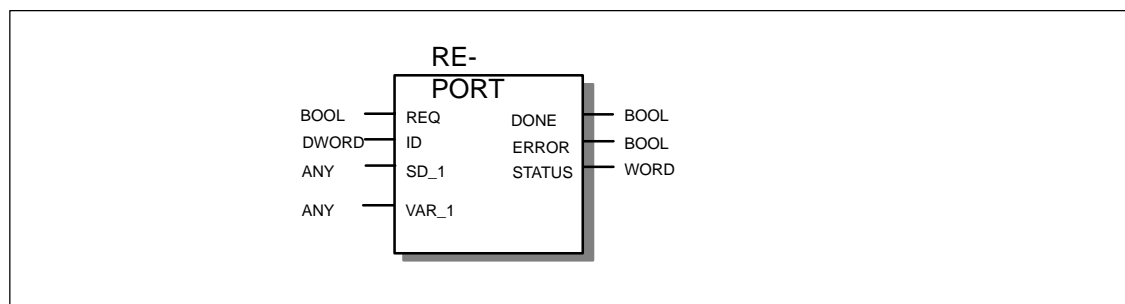 RE-
PORT
BOOL REQ DONE BOOL
DWORD ID ERROR BOOL
ANY SD_1 STATUS WORD
ANY VAR_1